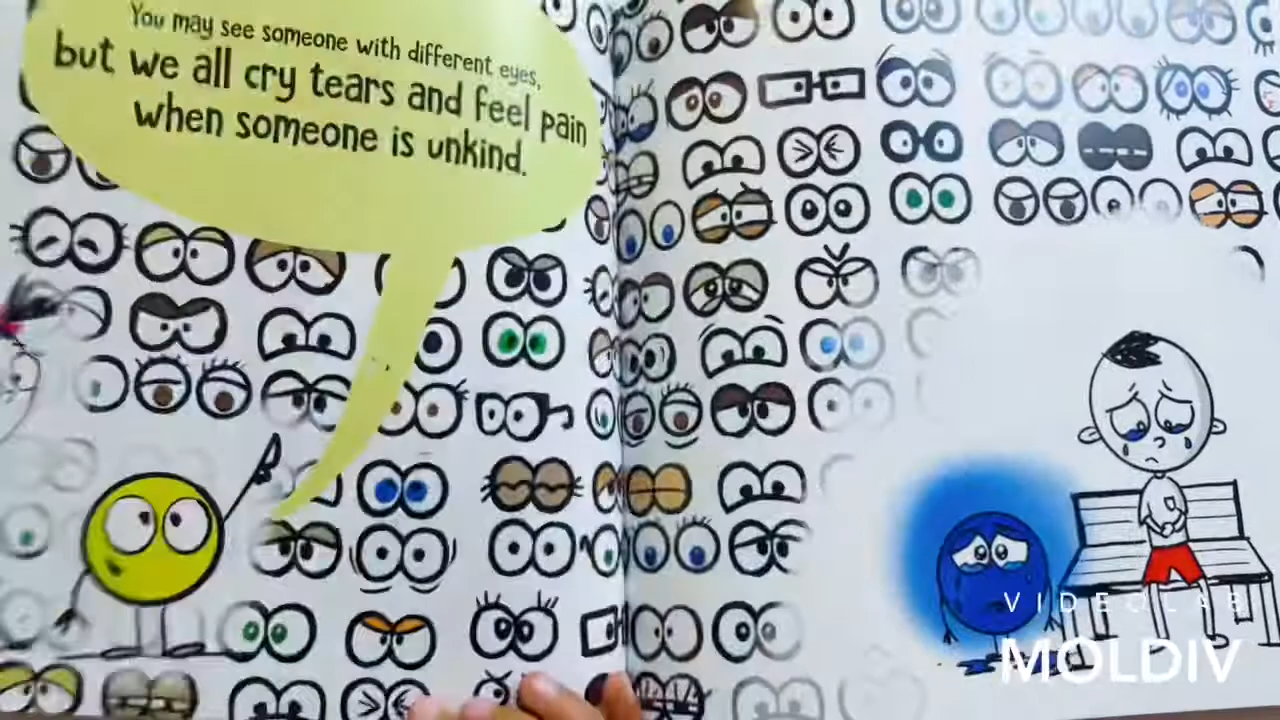 You may see someone with different eyes,
but we all cry tears and feel pain
when someone is unkind.
VIDEOLAB
MOLDIV